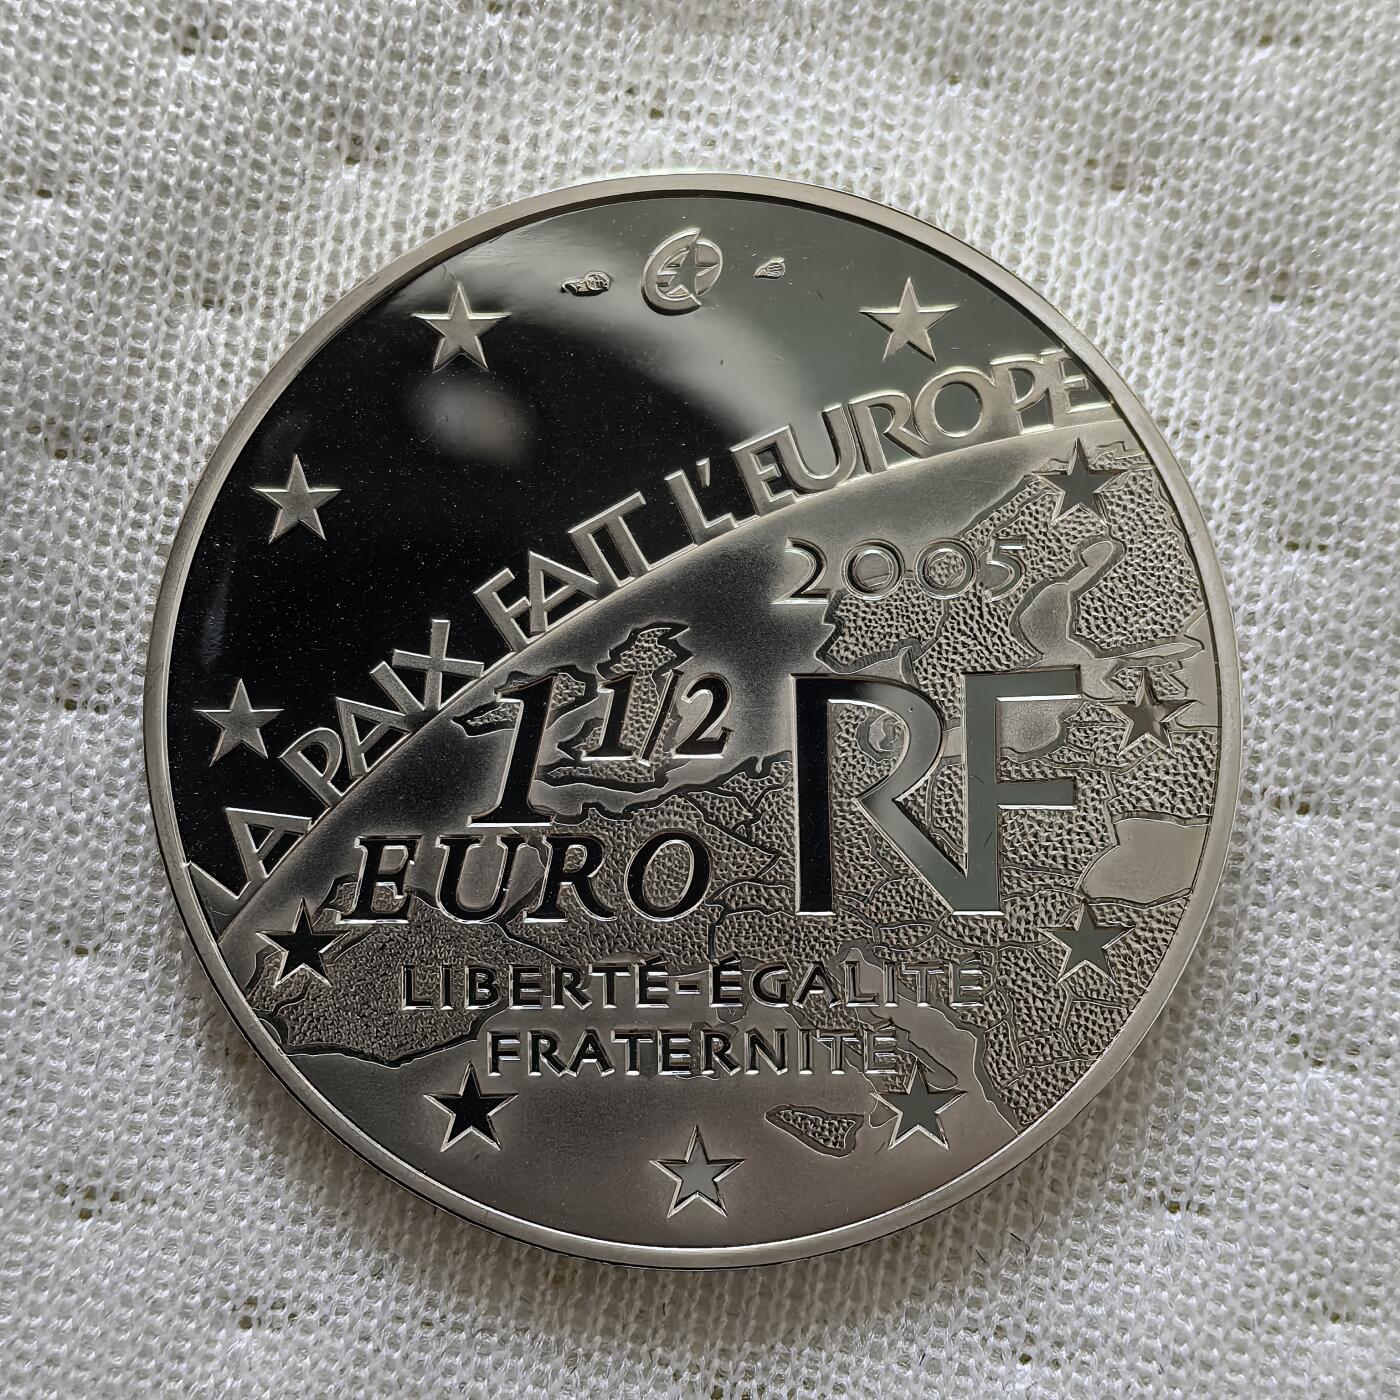 LA PAIX FAIT L'EUROPE
2005
1 1/2 RF
EURO
LIBERTÉ-ÉGALITÉ
FRATERNITÉ